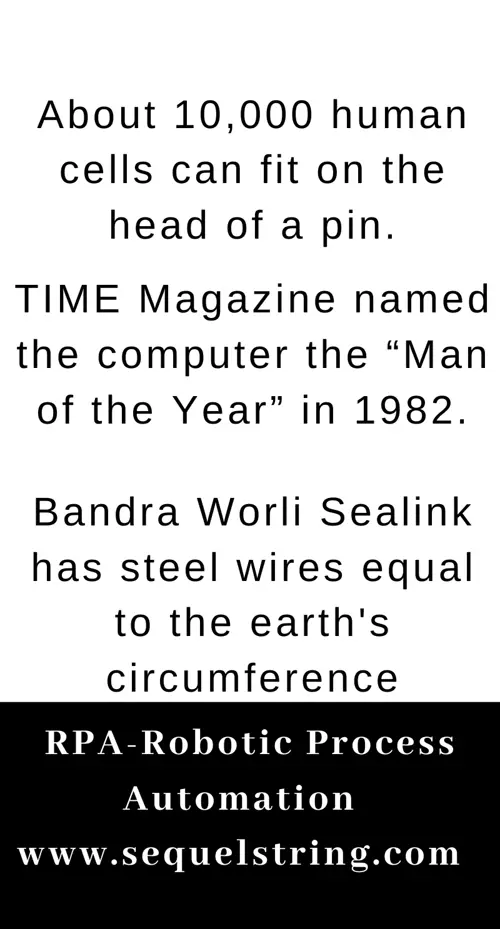 About 10,000 human
cells can fit on the
head of a pin.
TIME Magazine named
the computer the “Man
of the Year” in 1982.
Bandra Worli Sealink
has steel wires equal
to the earth's
circumference
RPA-Robotic Process
Automation
www.sequelstring.com